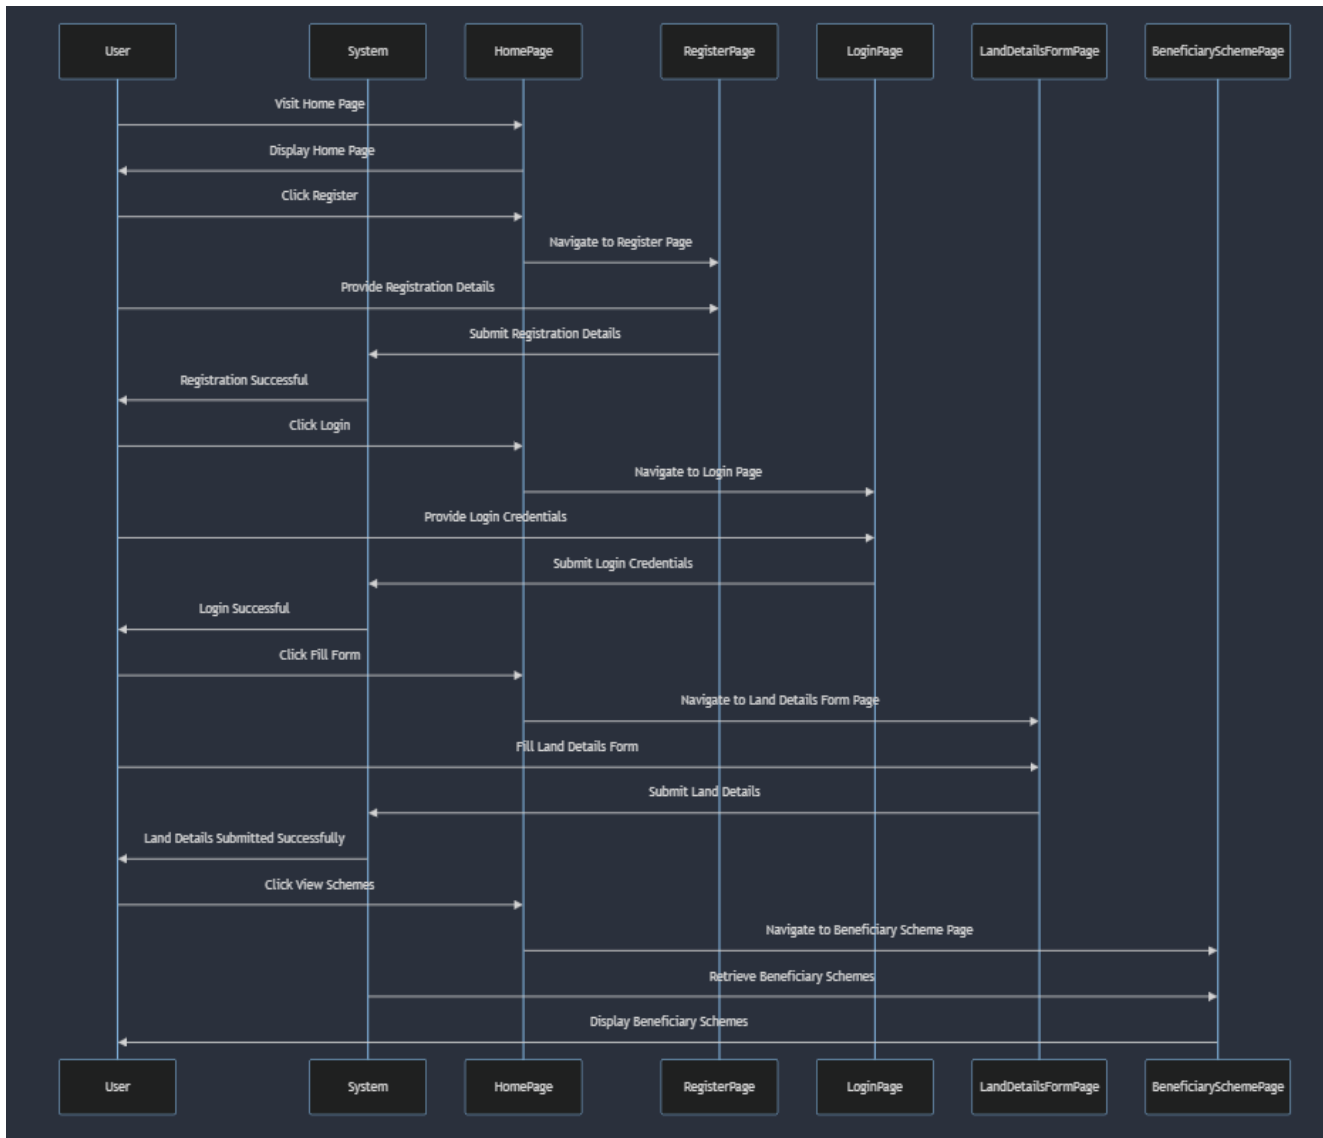 User
System
HomePage
RegisterPage
LoginPage
LandDetailsFormPage
BeneficiarySchemePage
Visit Home Page
Display Home Page
Click Register
Navigate to Register Page
Provide Registration Details
Submit Registration Details
Registration Successful
Click Login
Navigate to Login Page
Provide Login Credentials
Submit Login Credentials
Login Successful
Click Fill Form
Navigate to Land Details Form Page
Fill Land Details Form
Submit Land Details
Land Details Submitted Successfully
Click View Schemes
Navigate to Beneficiary Scheme Page
Retrieve Beneficiary Schemes
Display Beneficiary Schemes
User
System
HomePage
RegisterPage
LoginPage
LandDetailsFormPage
BeneficiarySchemePage